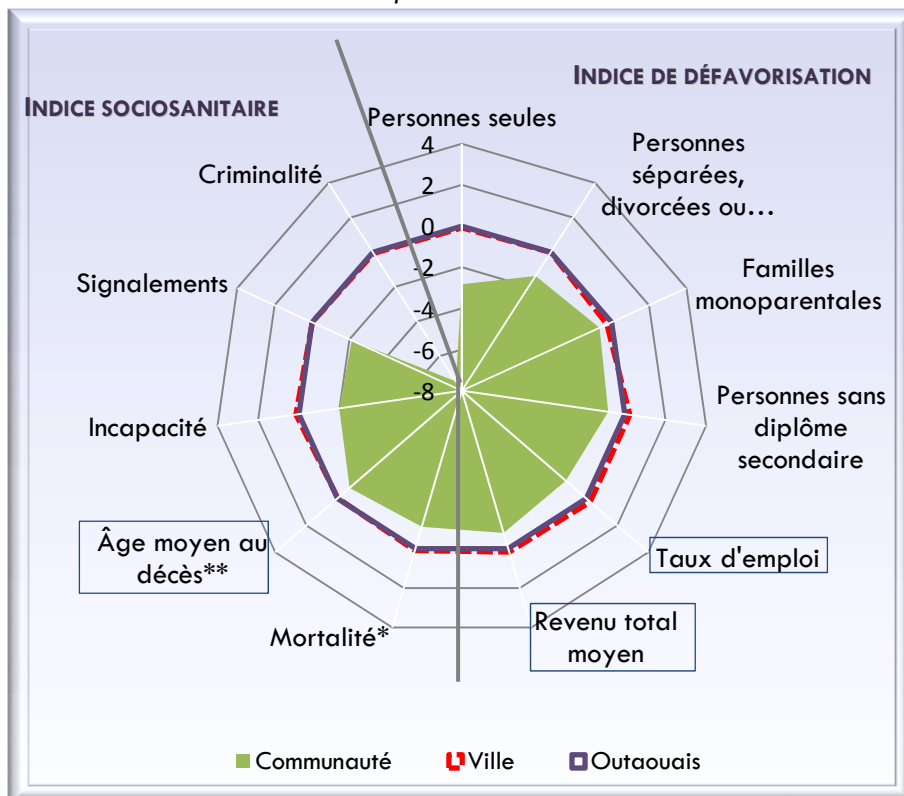 INDICE DE DÉFAVORISATION
INDICE SOCIOSANITAIRE
Personnes seules
Personnes
séparées,
divorcées ou…
Familles
monoparentales
Personnes sans
diplôme
secondaire
Taux d'emploi
Revenu total
moyen
Mortalité*
Âge moyen au
décès**
Incapacité
Signalements
Criminalité
4
2
0
-2
-4
-6
-8
Communauté
Ville
Outaouais